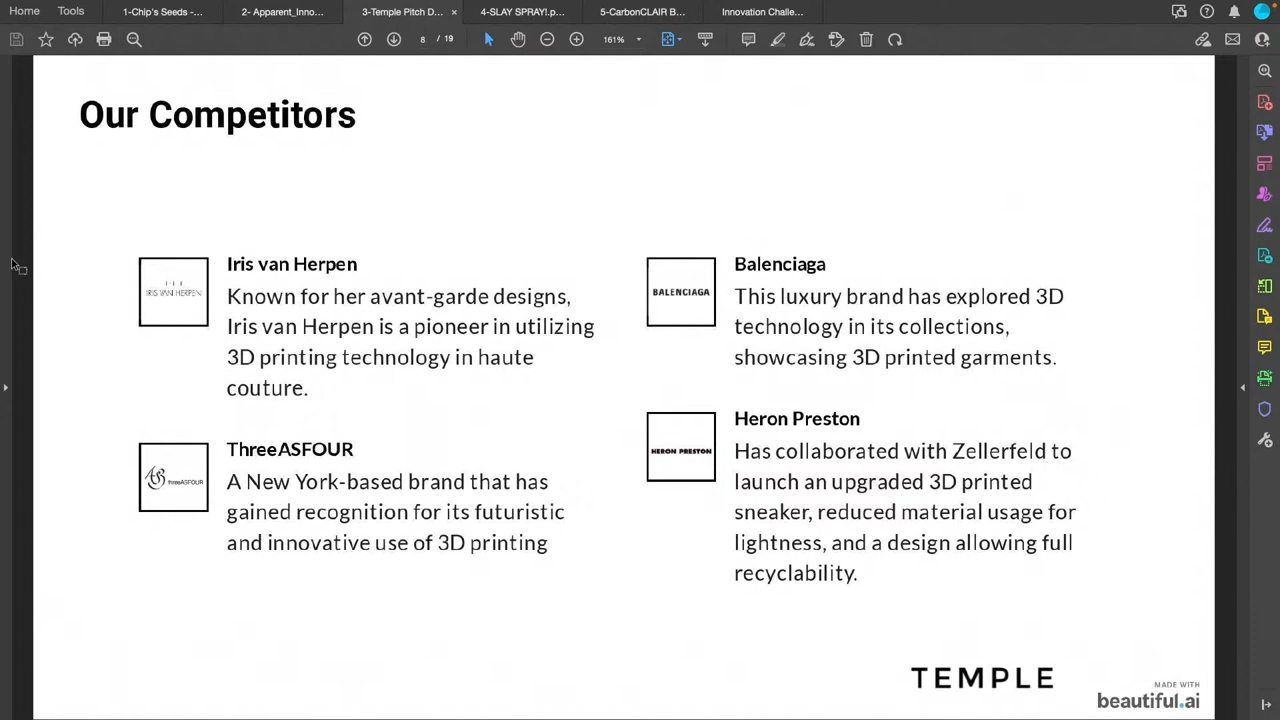 Home
Tools
1-Chip's Seeds -...
2- Apparent_Inno...
3-Temple Pitch D...
4-SLAY SPRAY!.p...
5-CarbonCLAIR B...
Innovation Challe...
8 / 19
161%
Our Competitors
IRIS VAN HERPEN
Iris van Herpen
Known for her avant-garde designs,
Iris van Herpen is a pioneer in utilizing
3D printing technology in haute
couture.
threeASFOUR
ThreeASFOUR
A New York-based brand that has
gained recognition for its futuristic
and innovative use of 3D printing
BALENCIAGA
Balenciaga
This luxury brand has explored 3D
technology in its collections,
showcasing 3D printed garments.
HERON PRESTON
Heron Preston
Has collaborated with Zellerfeld to
launch an upgraded 3D printed
sneaker, reduced material usage for
lightness, and a design allowing full
recyclability.
TEMPLE
MADE WITH
beautiful.ai